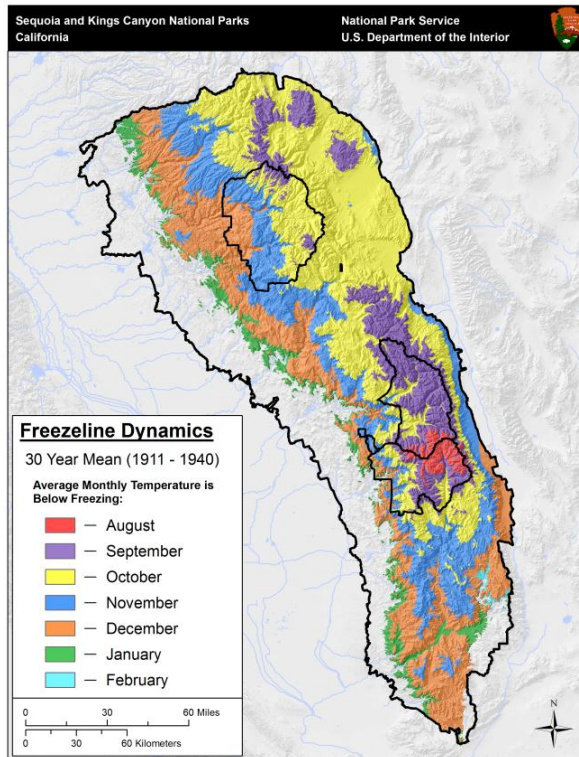 Sequoia and Kings Canyon National Parks
California
National Park Service
U.S. Department of the Interior
Freezeline Dynamics
30 Year Mean (1911 - 1940)
Average Monthly Temperature is
Below Freezing:
— August
— September
— October
— November
— December
— January
— February
0 30 60 Miles
0 30 60 Kilometers
N